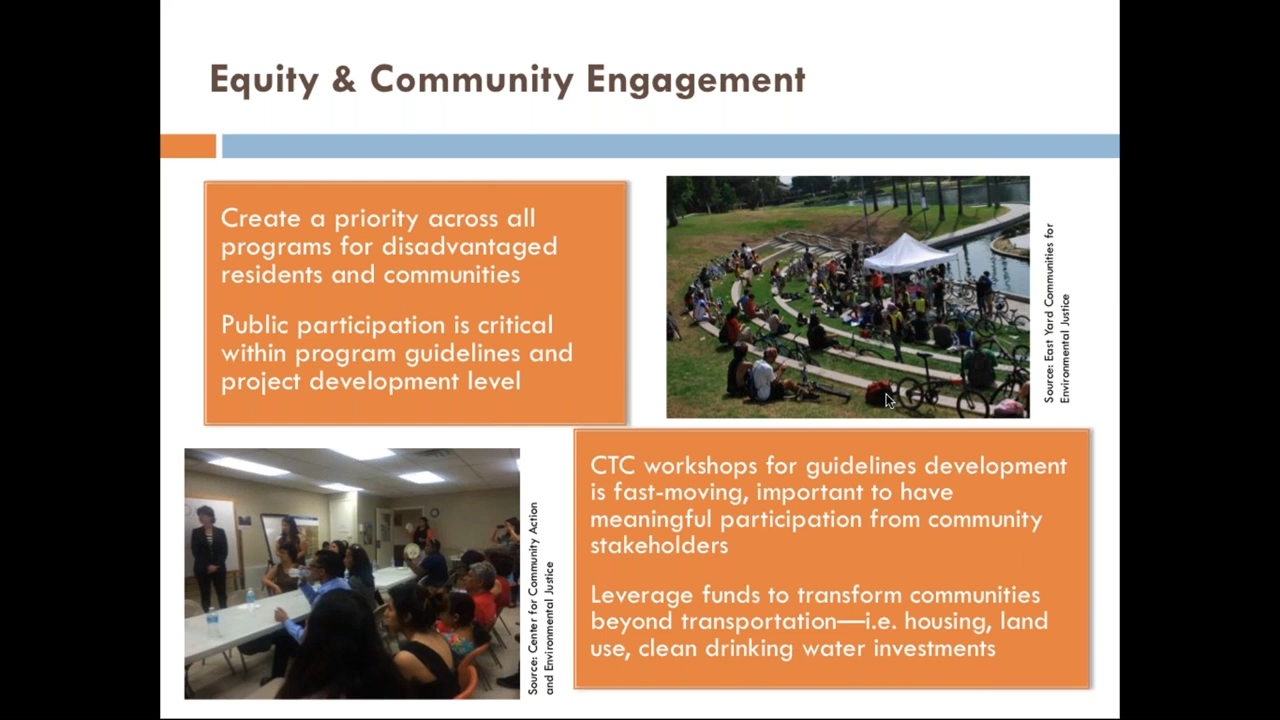 Equity & Community Engagement
Create a priority across all
programs for disadvantaged
residents and communities
Public participation is critical
within program guidelines and
project development level
Source: East Yard Communities for
Environmental Justice
Source: Center for Community Action
and Environmental Justice
CTC workshops for guidelines development
is fast-moving, important to have
meaningful participation from community
stakeholders
Leverage funds to transform communities
beyond transportation—i.e. housing, land
use, clean drinking water investments